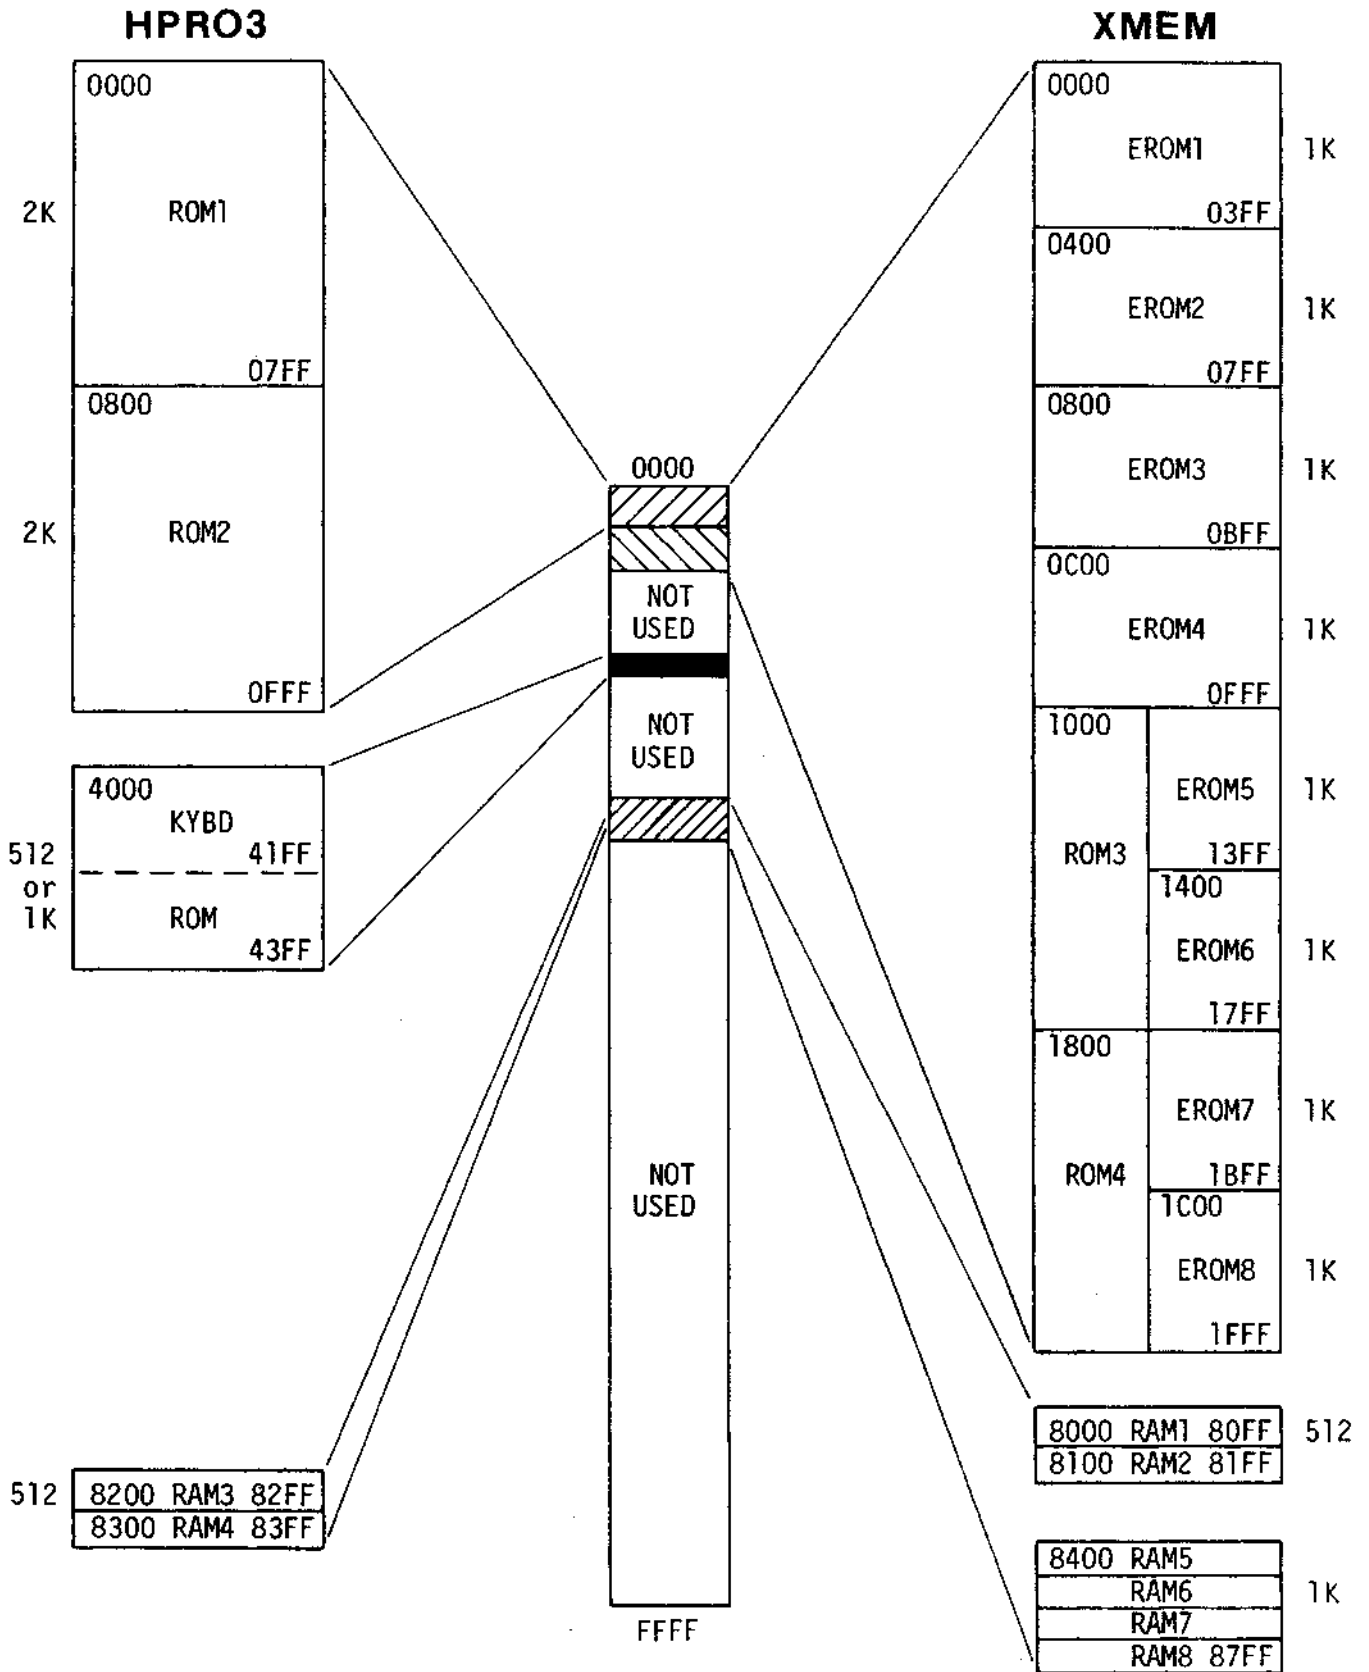 HPRO3
0000
ROM1
07FF
2K
0800
ROM2
0FFF
2K
4000
KYBD
41FF
ROM
43FF
512
or
1K
8200 RAM3 82FF
8300 RAM4 83FF
512
0000
NOT
USED
NOT
USED
NOT
USED
FFFF
XMEM
0000
EROM1
03FF
1K
0400
EROM2
07FF
1K
0800
EROM3
0BFF
1K
0C00
EROM4
0FFF
1K
1000
ROM3
EROM5
13FF
1K
1400
EROM6
17FF
1K
1800
ROM4
EROM7
1BFF
1K
1C00
EROM8
1FFF
1K
8000 RAM1 80FF
8100 RAM2 81FF
512
8400 RAM5
RAM6
RAM7
RAM8 87FF
1K